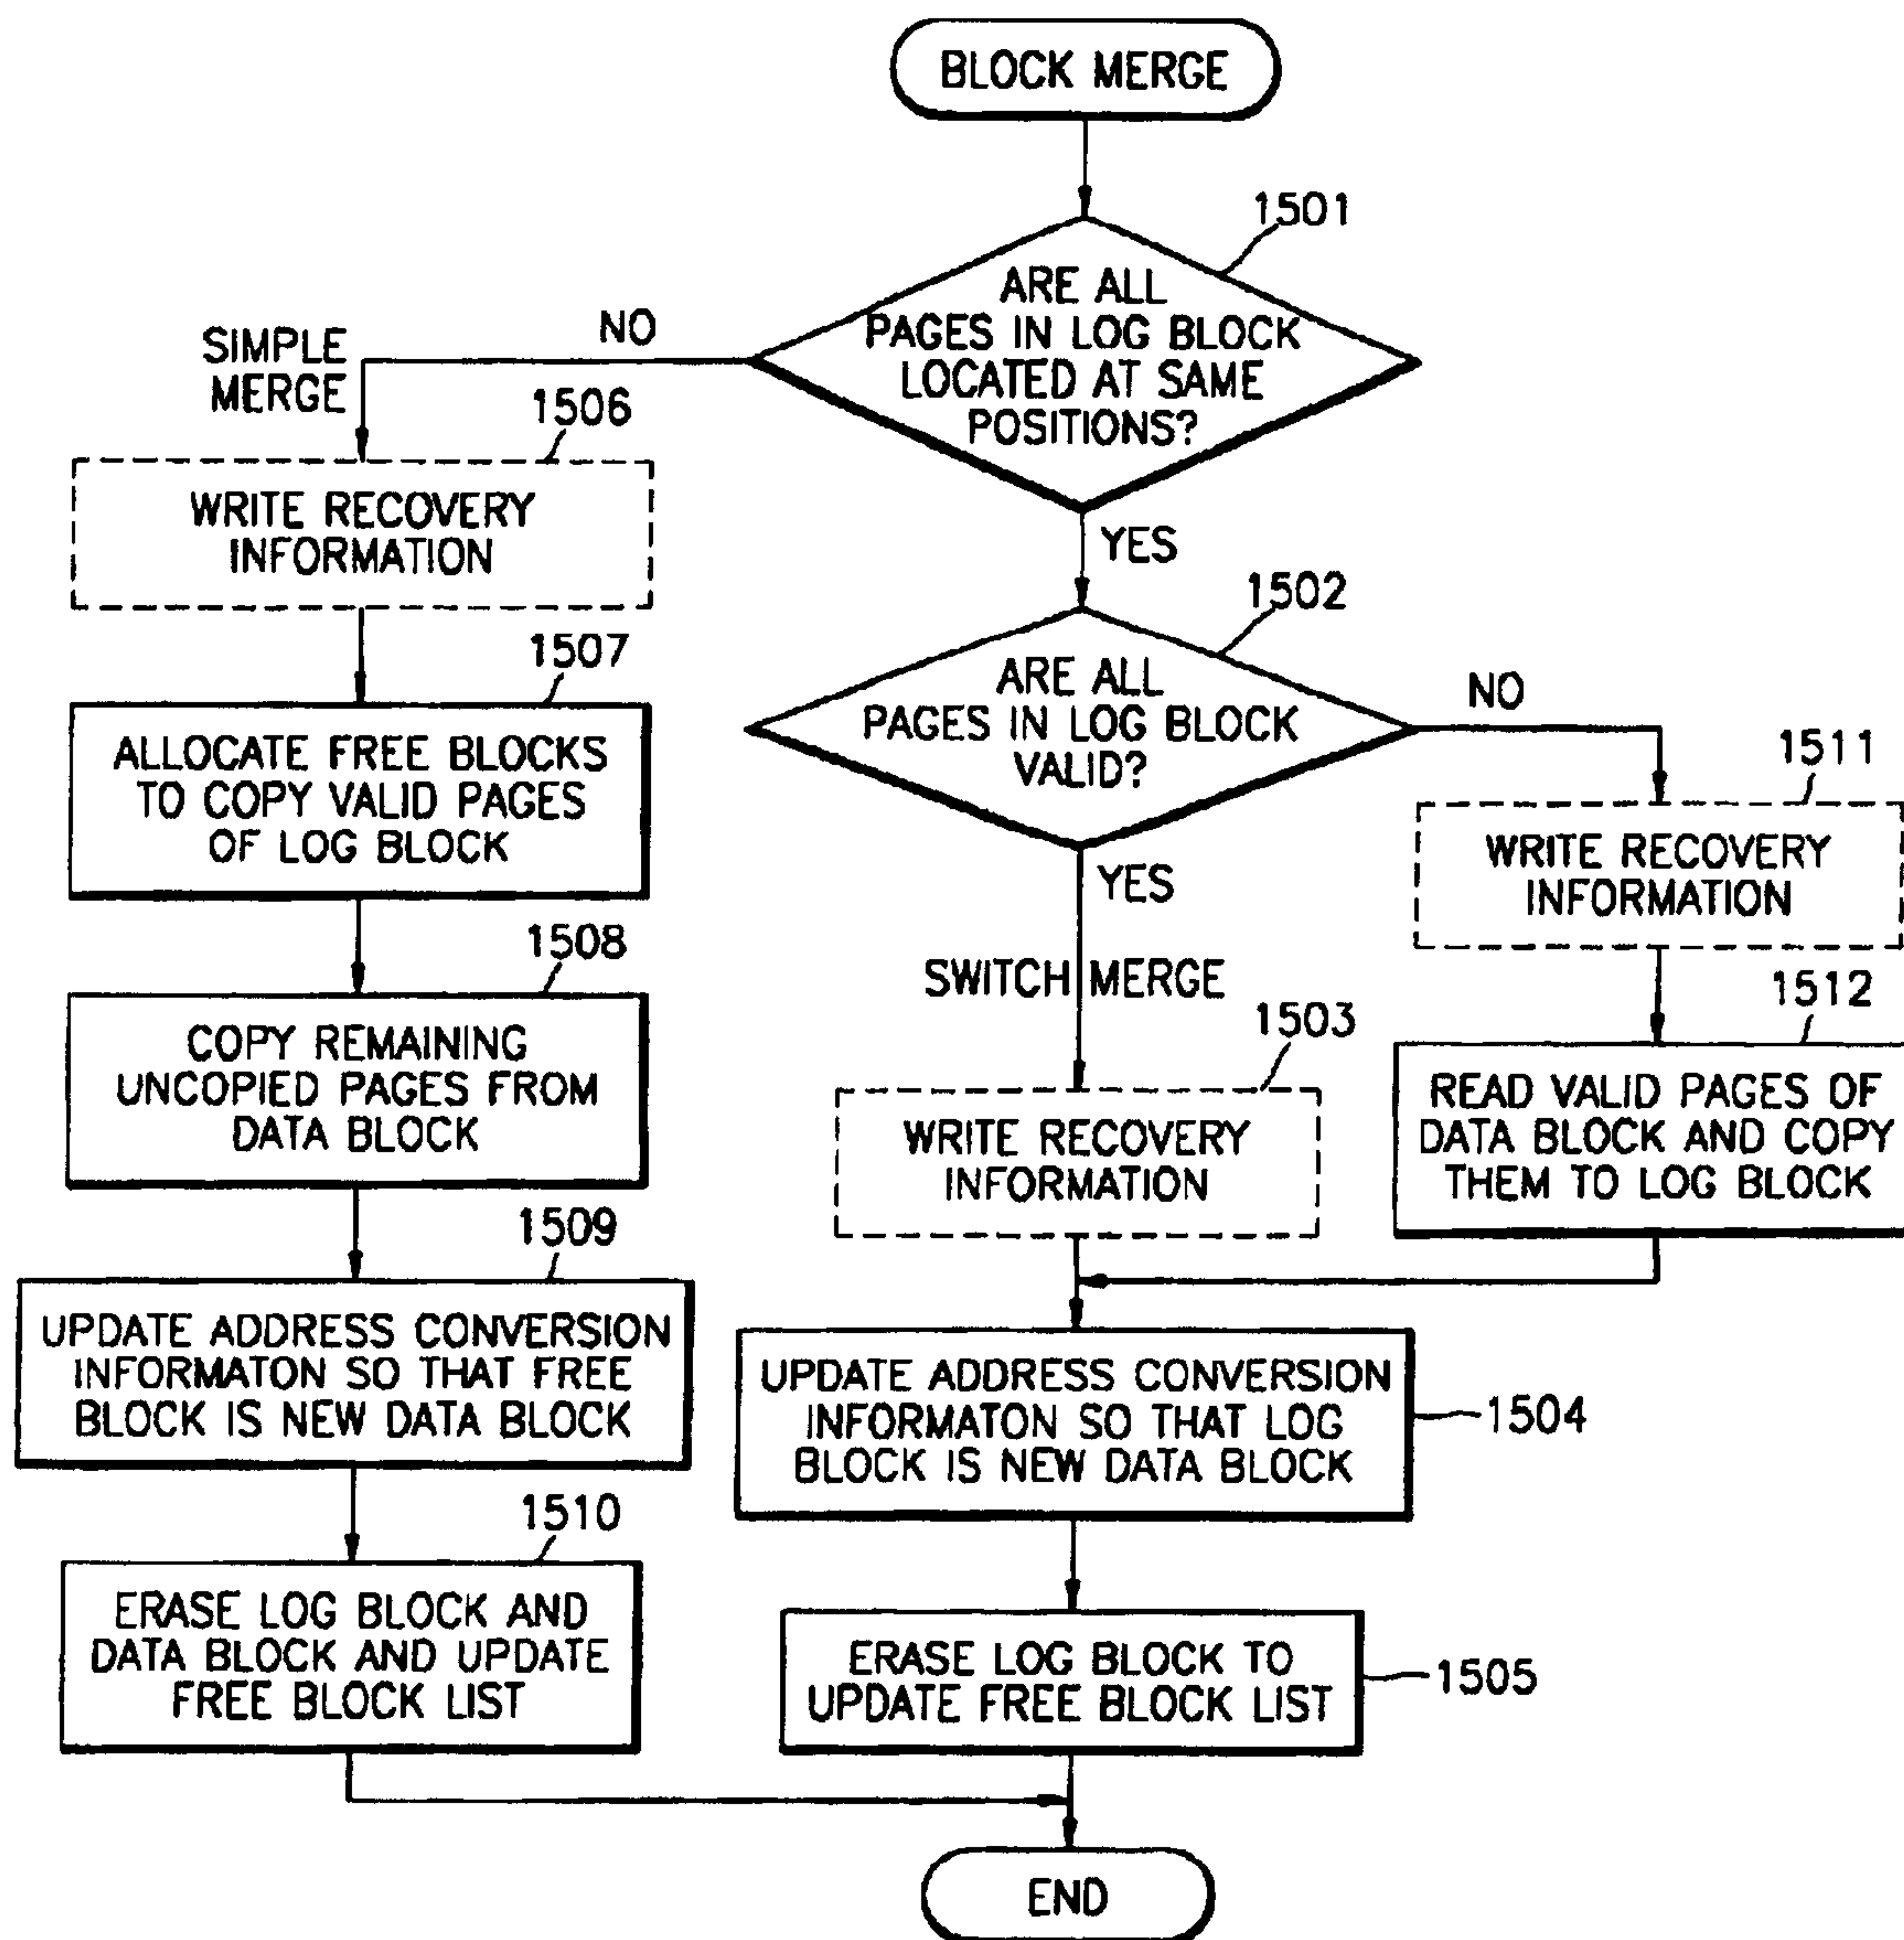 BLOCK MERGE
1501
ARE ALL
PAGES IN LOG BLOCK
LOCATED AT SAME
POSITIONS?
NO
SIMPLE
MERGE
YES
1506
WRITE RECOVERY
INFORMATION
1507
ALLOCATE FREE BLOCKS
TO COPY VALID PAGES
OF LOG BLOCK
1508
COPY REMAINING
UNCOPIED PAGES FROM
DATA BLOCK
1509
UPDATE ADDRESS CONVERSION
INFORMATON SO THAT FREE
BLOCK IS NEW DATA BLOCK
1510
ERASE LOG BLOCK AND
DATA BLOCK AND UPDATE
FREE BLOCK LIST
1502
ARE ALL
PAGES IN LOG BLOCK
VALID?
NO
YES
SWITCH MERGE
1503
WRITE RECOVERY
INFORMATION
1511
WRITE RECOVERY
INFORMATION
1512
READ VALID PAGES OF
DATA BLOCK AND COPY
THEM TO LOG BLOCK
UPDATE ADDRESS CONVERSION
INFORMATON SO THAT LOG
BLOCK IS NEW DATA BLOCK
1504
ERASE LOG BLOCK TO
UPDATE FREE BLOCK LIST
1505
END